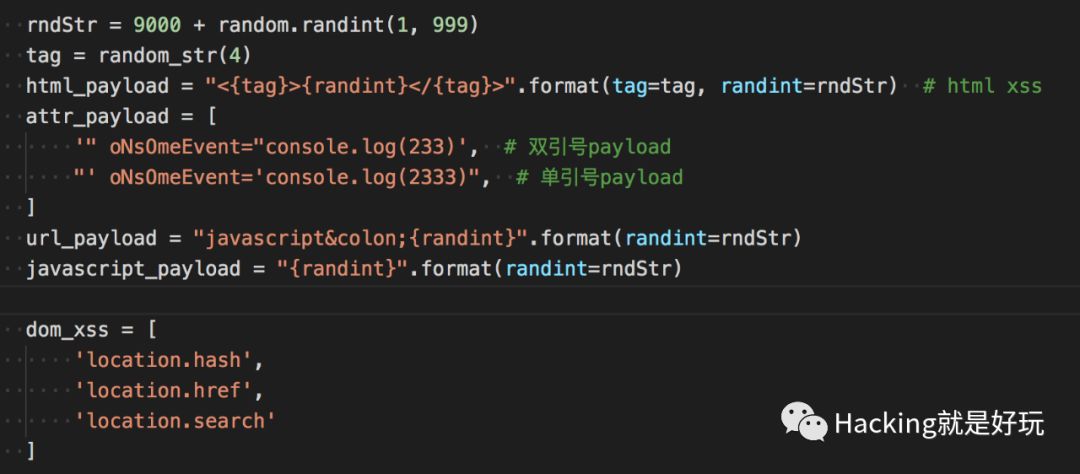 rndStr = 9000 + random.randint(1, 999)
tag = random_str(4)
html_payload = "<{tag}>{randint}</{tag}>".format(tag=tag, randint=rndStr)  # html xss
attr_payload = [
    '" oNsOmeEvent="console.log(233)',  # 双引号payload
    "' oNsOmeEvent='console.log(2333)",  # 单引号payload
]
url_payload = "javascript&colon;{randint}".format(randint=rndStr)
javascript_payload = "{randint}".format(randint=rndStr)
dom_xss = [
    'location.hash',
    'location.href',
    'location.search'
]
Hacking就是好玩